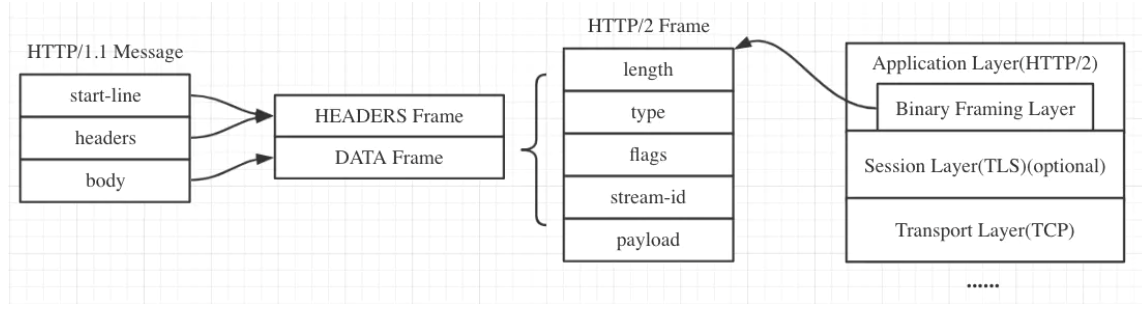 HTTP/1.1 Message
start-line
headers
body
HEADERS Frame
DATA Frame
HTTP/2 Frame
length
type
flags
stream-id
payload
Application Layer(HTTP/2)
Binary Framing Layer
Session Layer(TLS)(optional)
Transport Layer(TCP)
......